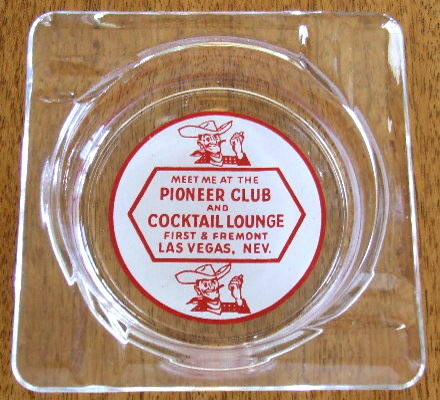 MEET ME AT THE
PIONEER CLUB
AND
COCKTAIL LOUNGE
FIRST & FREMONT
LAS VEGAS, NEV.